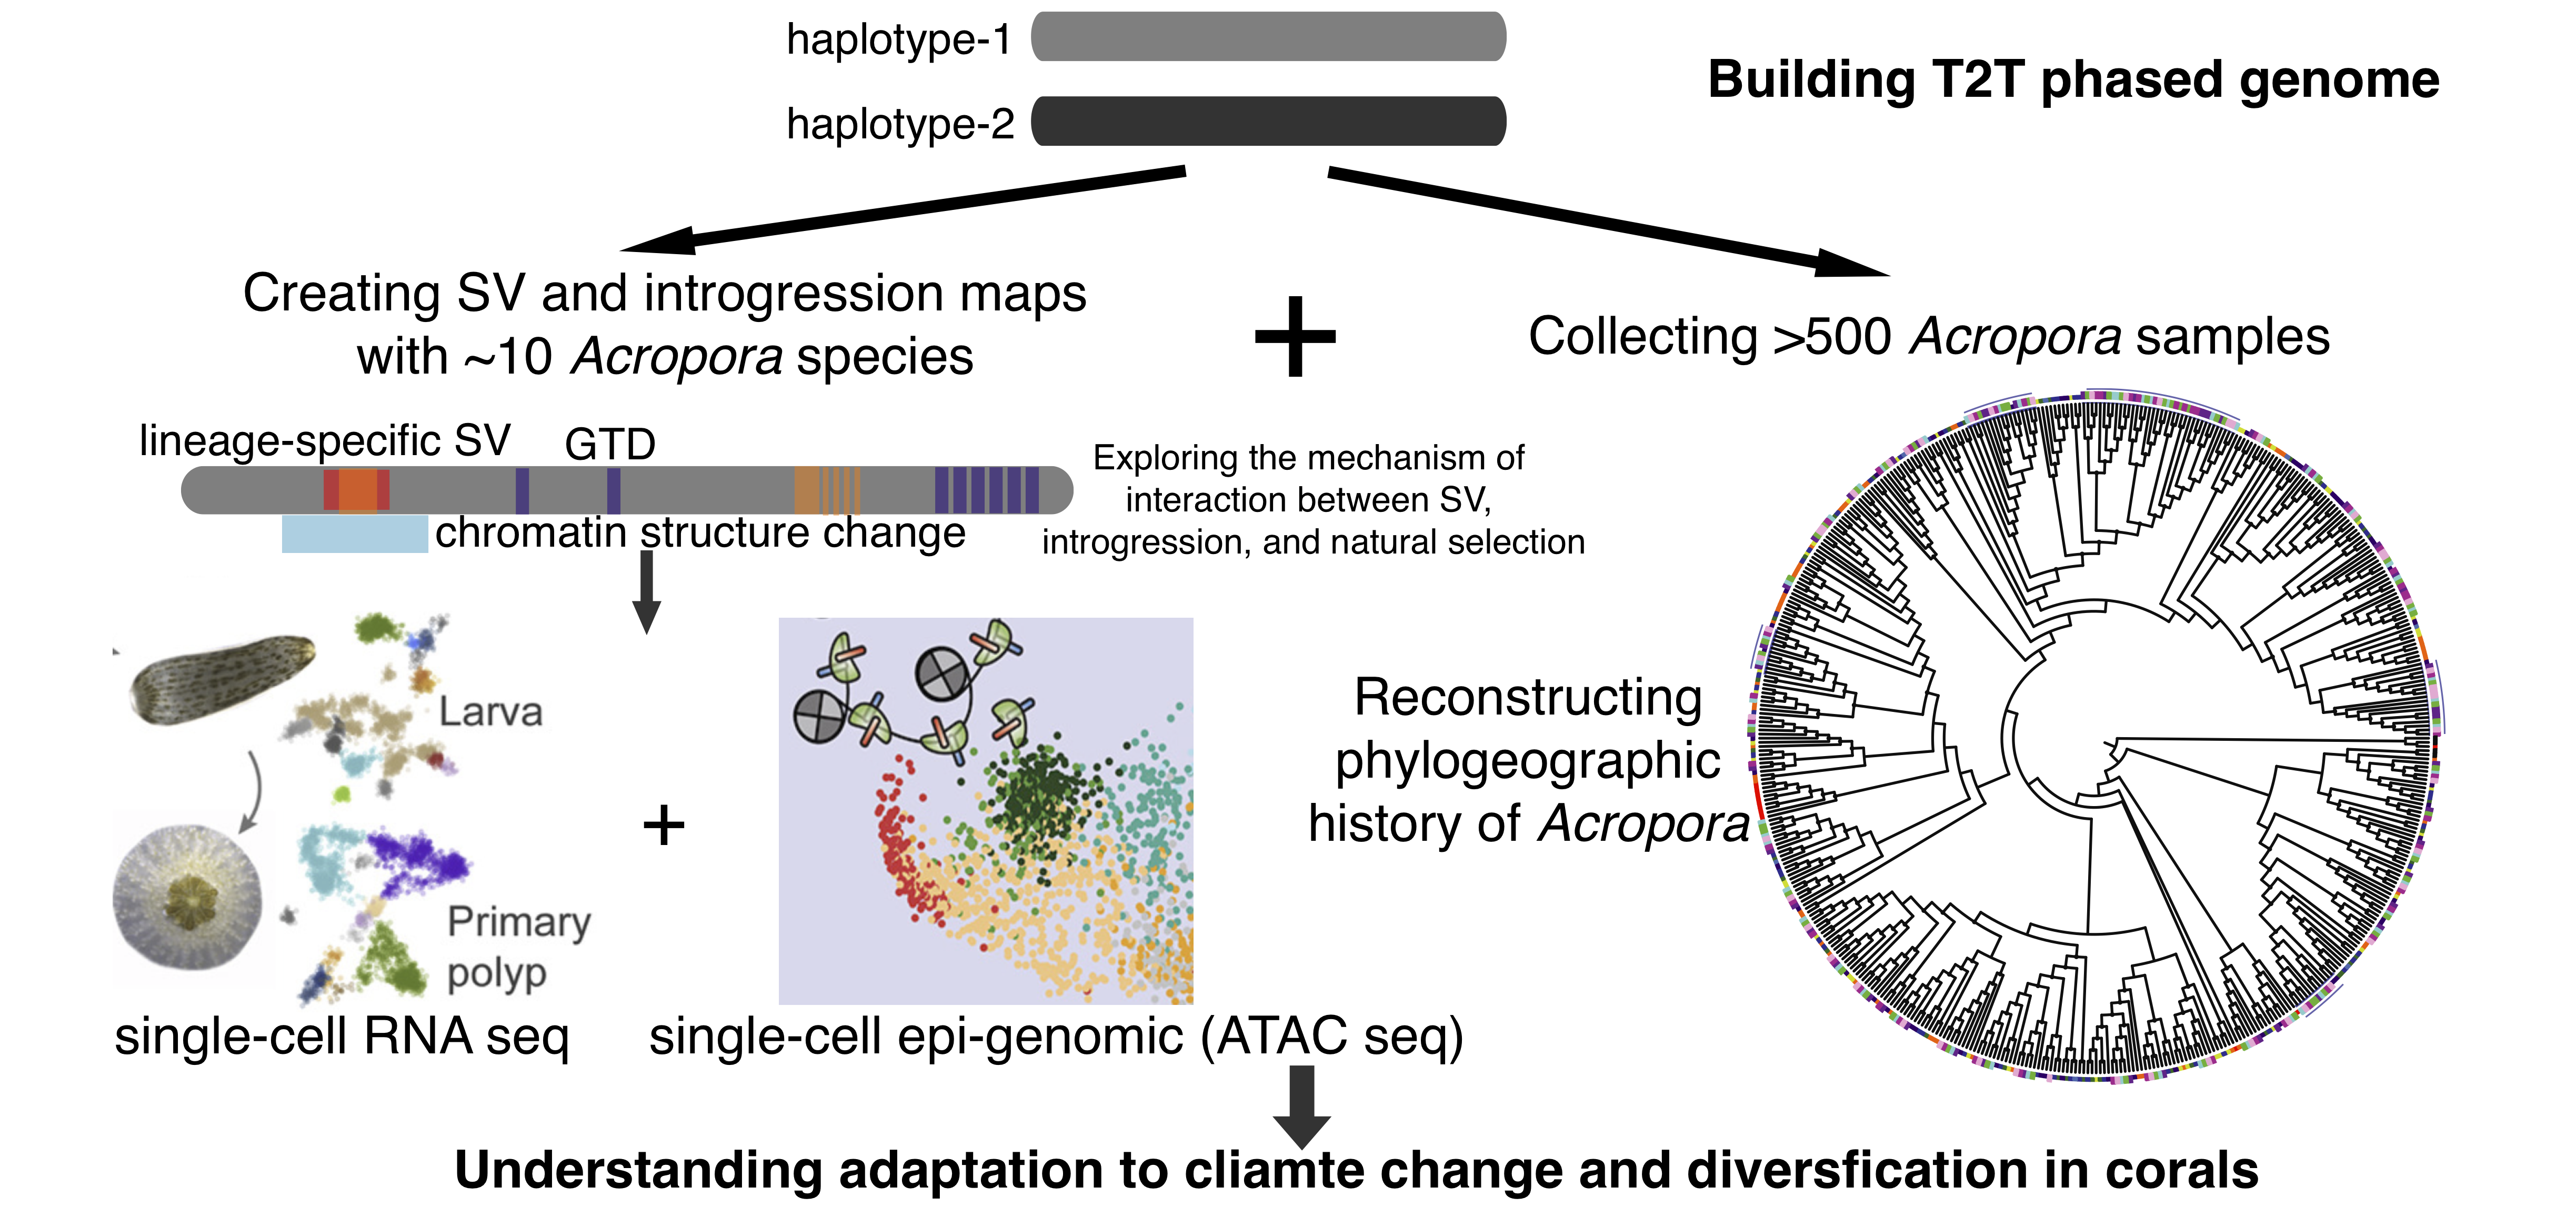 haplotype-1
haplotype-2
Building T2T phased genome
Creating SV and introgression maps
with ~10 Acropora species
+
Collecting >500 Acropora samples
lineage-specific SV
GTD
chromatin structure change
Exploring the mechanism of
interaction between SV,
introgression, and natural selection
Larva
Primary
polyp
+
Reconstructing
phylogeographic
history of Acropora
single-cell RNA seq
single-cell epi-genomic (ATAC seq)
Understanding adaptation to cliamte change and diversfication in corals